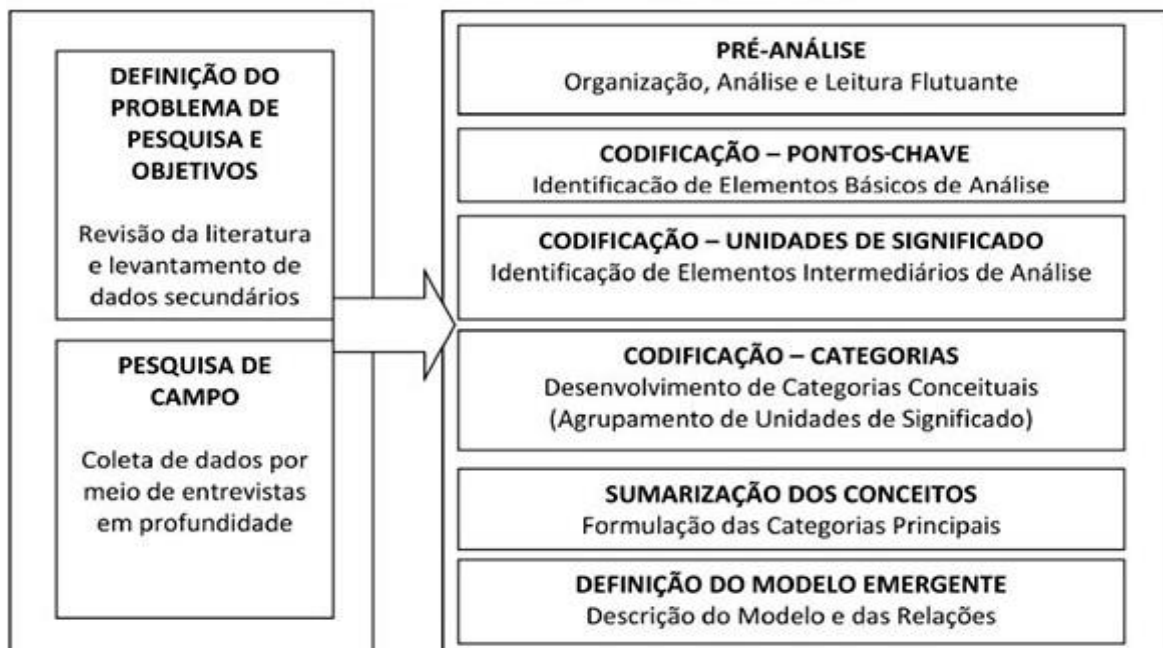 DEFINIÇÃO DO
PROBLEMA DE
PESQUISA E
OBJETIVOS
Revisão da literatura
e levantamento de
dados secundários
PESQUISA DE
CAMPO
Coleta de dados por
meio de entrevistas
em profundidade
PRÉ-ANÁLISE
Organização, Análise e Leitura Flutuante
CODIFICAÇÃO – PONTOS-CHAVE
Identificacão de Elementos Básicos de Análise
CODIFICAÇÃO – UNIDADES DE SIGNIFICADO
Identificação de Elementos Intermediários de Análise
CODIFICAÇÃO – CATEGORIAS
Desenvolvimento de Categorias Conceituais
(Agrupamento de Unidades de Significado)
SUMARIZAÇÃO DOS CONCEITOS
Formulação das Categorias Principais
DEFINIÇÃO DO MODELO EMERGENTE
Descrição do Modelo e das Relações